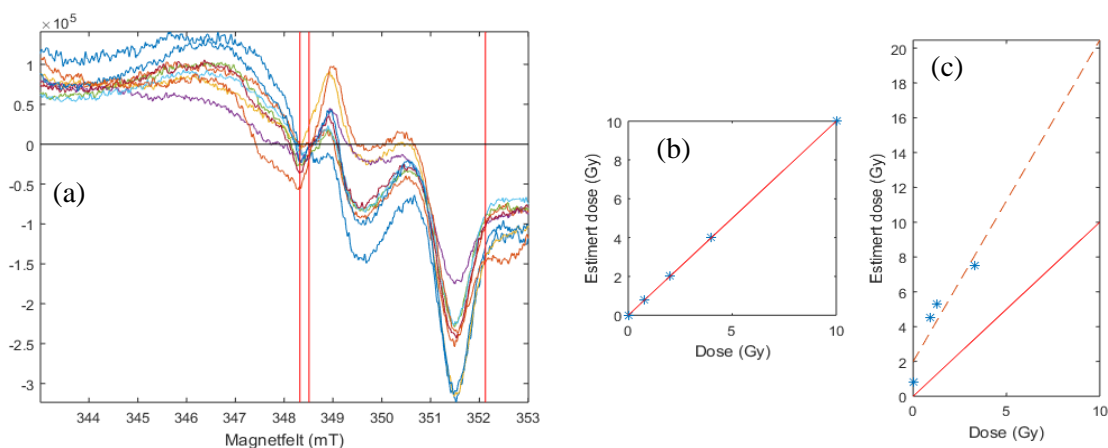 ×10⁵
1
0.5
0
-0.5
-1
-1.5
-2
-2.5
-3
344 345 346 347 348 349 350 351 352 353
Magnetfelt (mT)
(a)
(b)
10
8
6
4
2
0
0 5 10
Estimert dose (Gy)
Dose (Gy)
(c)
20
18
16
14
12
10
8
6
4
2
0
0 5 10
Estimert dose (Gy)
Dose (Gy)